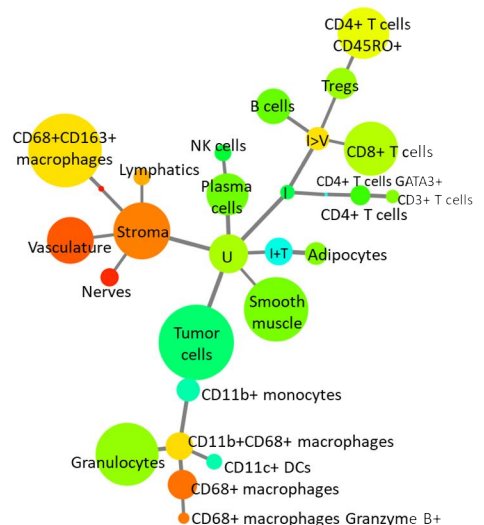 CD4+ T cells
CD45RO+
Tregs
B cells
I>V
CD8+ T cells
CD68+CD163+
macrophages
NK cells
Lymphatics
Plasma
cells
I
CD4+ T cells GATA3+
CD3+ T cells
CD4+ T cells
Stroma
Vasculature
U
I+T
Adipocytes
Nerves
Smooth
muscle
Tumor
cells
CD11b+ monocytes
CD11b+CD68+ macrophages
Granulocytes
CD11c+ DCs
CD68+ macrophages
CD68+ macrophages Granzyme B+